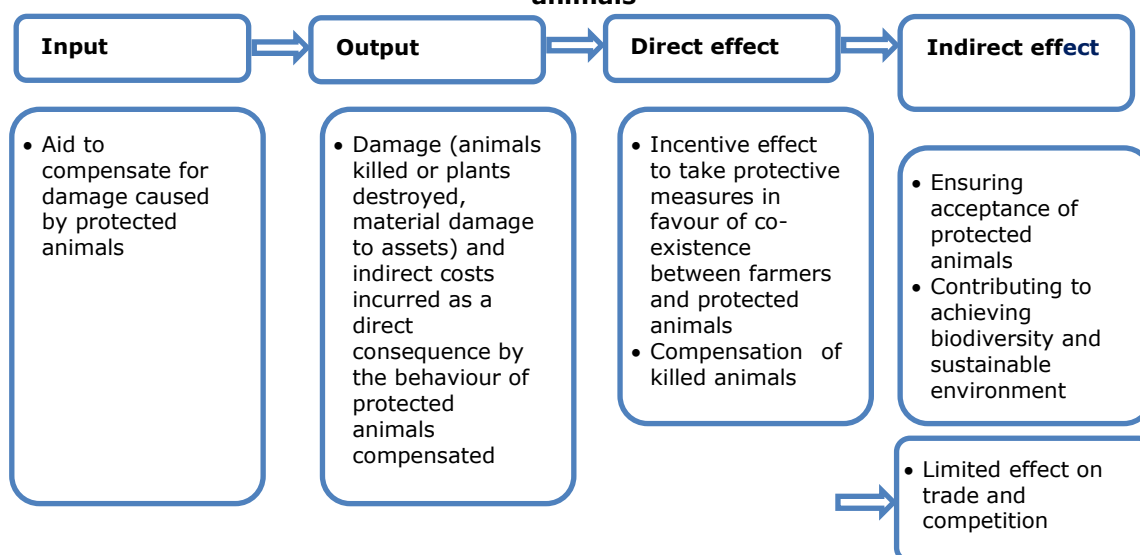 animals
Input
Output
Direct effect
Indirect effect
• Aid to
compensate for
damage caused
by protected
animals
• Damage (animals
killed or plants
destroyed,
material damage
to assets) and
indirect costs
incurred as a
direct
consequence by
the behaviour of
protected
animals
compensated
• Incentive effect
to take protective
measures in
favour of co-
existence
between farmers
and protected
animals
• Compensation of
killed animals
• Ensuring
acceptance of
protected
animals
• Contributing to
achieving
biodiversity and
sustainable
environment
• Limited effect on
trade and
competition